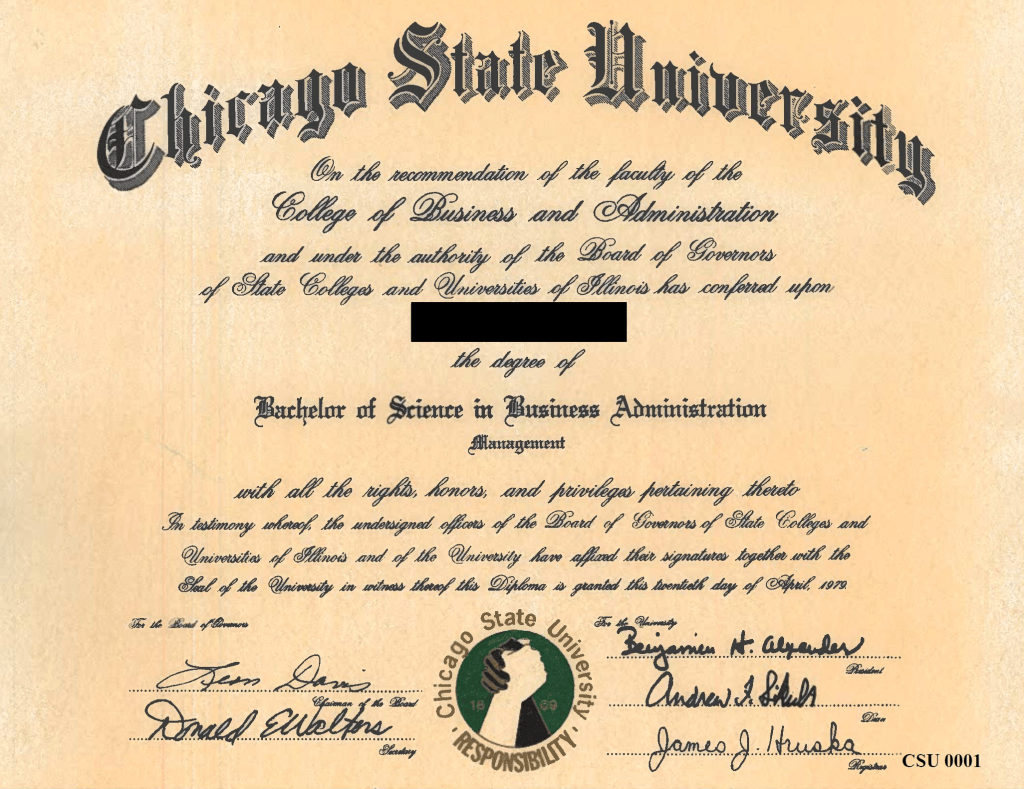 Chicago State University
On the recommendation of the faculty of the
College of Business and Administration
and under the authority of the Board of Governors
of State Colleges and Universities of Illinois has conferred upon
the degree of
Bachelor of Science in Business Administration
Management
with all the rights, honors, and privileges pertaining thereto
In testimony whereof, the undersigned officers of the Board of Governors of State Colleges and
Universities of Illinois and of the University have affixed their signatures together with the
Seal of the University in witness thereof this Diploma is granted this twentieth day of April, 1979.
For the Board of Governors
Leon Davis
Chairman of the Board
Donald E Walters
Secretary
Chicago State University
18 69
· RESPONSIBILITY ·
For the University
Benjamin H. Alexander
President
Andrew F. Sikula
Dean
James J. Hruska
Registrar
CSU 0001